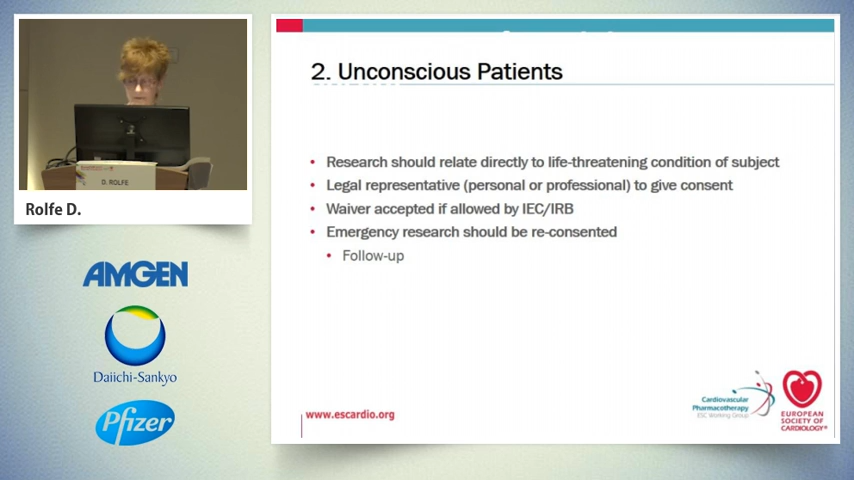 2. Unconscious Patients
• Research should relate directly to life-threatening condition of subject
• Legal representative (personal or professional) to give consent
• Waiver accepted if allowed by IEC/IRB
• Emergency research should be re-consented
• Follow-up
D. ROLFE
Rolfe D.
AMGEN
Daiichi-Sankyo
Pfizer
www.escardio.org
Cardiovascular
Pharmacotherapy
ESC Working Group
EUROPEAN
SOCIETY OF
CARDIOLOGY®